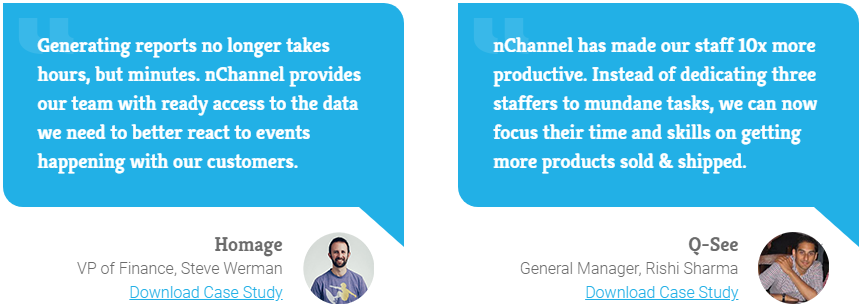 Generating reports no longer takes
hours, but minutes. nChannel provides
our team with ready access to the data
we need to better react to events
happening with our customers.
Homage
VP of Finance, Steve Werman
Download Case Study
nChannel has made our staff 10x more
productive. Instead of dedicating three
staffers to mundane tasks, we can now
focus their time and skills on getting
more products sold & shipped.
Q-See
General Manager, Rishi Sharma
Download Case Study